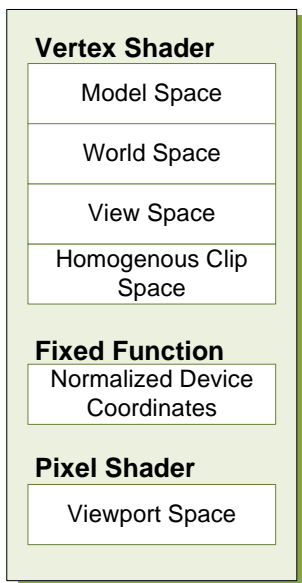 Vertex Shader
Model Space
World Space
View Space
Homogenous Clip
Space
Fixed Function
Normalized Device
Coordinates
Pixel Shader
Viewport Space